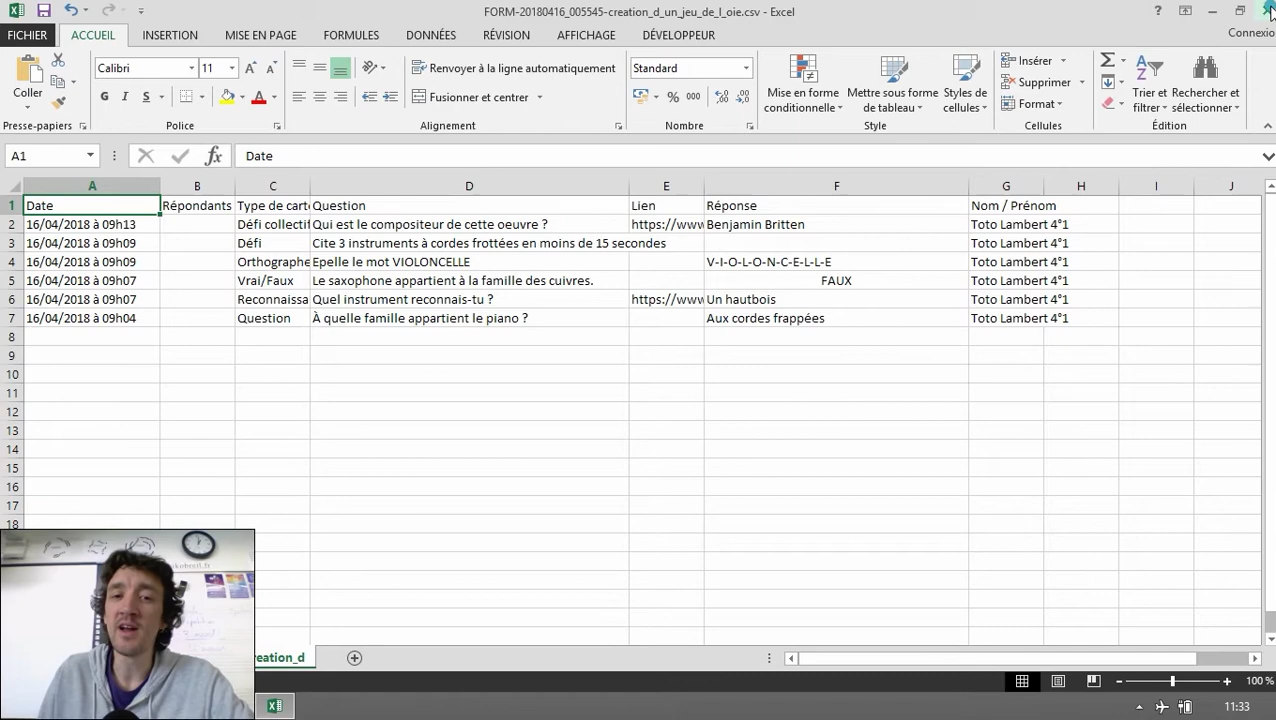 FORM-20180416_005545-creation_d_un_jeu_de_l_oie.csv - Excel
Connexio
FICHIER ACCUEIL INSERTION MISE EN PAGE FORMULES DONNÉES RÉVISION AFFICHAGE DÉVELOPPEUR
Coller
Presse-papiers
Calibri 11
G I S
Police
Renvoyer à la ligne automatiquement
Fusionner et centrer
Alignement
Standard
% 000
Nombre
Mise en forme conditionnelle
Mettre sous forme de tableau
Styles de cellules
Style
Insérer
Supprimer
Format
Cellules
Trier et filtrer
Rechercher et sélectionner
Édition
A1 fx Date
A B C D E F G H I J
1 Date Répondants Type de carte Question Lien Réponse Nom / Prénom
2 16/04/2018 à 09h13 Défi collectif Qui est le compositeur de cette oeuvre ? https://www Benjamin Britten Toto Lambert 4°1
3 16/04/2018 à 09h09 Défi Cite 3 instruments à cordes frottées en moins de 15 secondes Toto Lambert 4°1
4 16/04/2018 à 09h09 Orthographe Epelle le mot VIOLONCELLE V-I-O-L-O-N-C-E-L-L-E Toto Lambert 4°1
5 16/04/2018 à 09h07 Vrai/Faux Le saxophone appartient à la famille des cuivres. FAUX Toto Lambert 4°1
6 16/04/2018 à 09h07 Reconnaissa Quel instrument reconnais-tu ? https://www Un hautbois Toto Lambert 4°1
7 16/04/2018 à 09h04 Question À quelle famille appartient le piano ? Aux cordes frappées Toto Lambert 4°1
8
9
10
11
12
13
14
15
16
17
18
reation_d
100 %
11:33